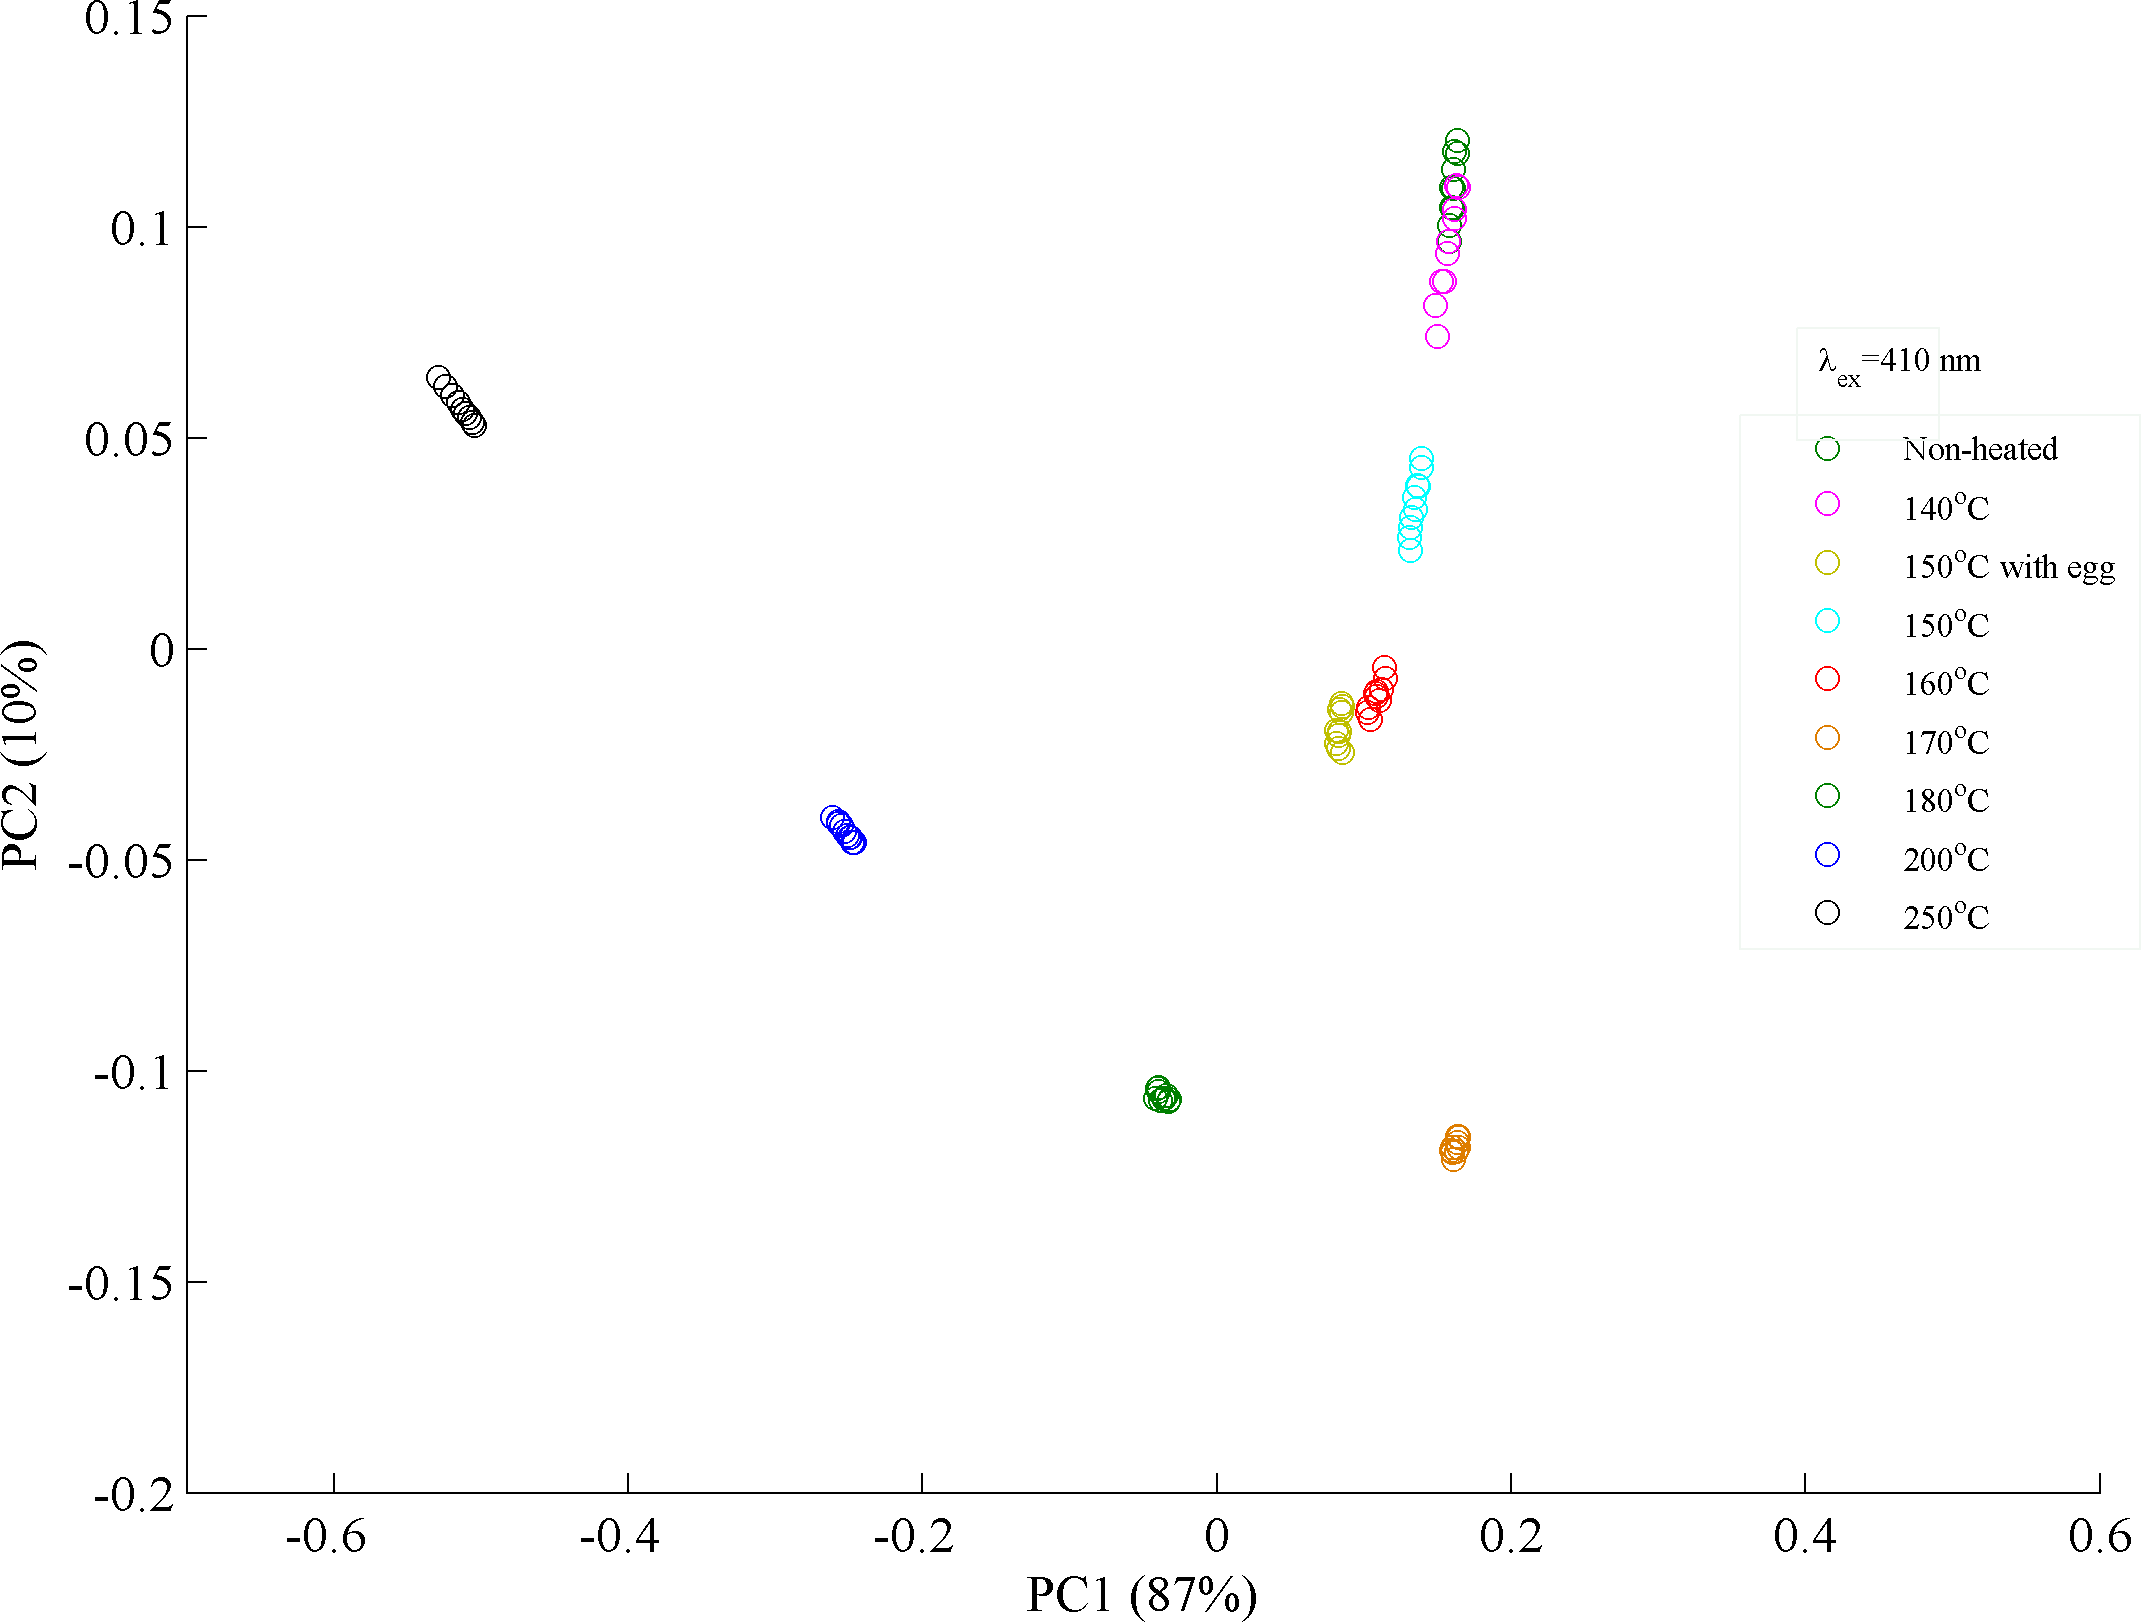 0.15
0.1
0.05
0
-0.05
-0.1
-0.15
-0.2
PC2 (10%)
-0.6 -0.4 -0.2 0 0.2 0.4 0.6
PC1 (87%)
λex=410 nm
Non-heated
140°C
150°C with egg
150°C
160°C
170°C
180°C
200°C
250°C